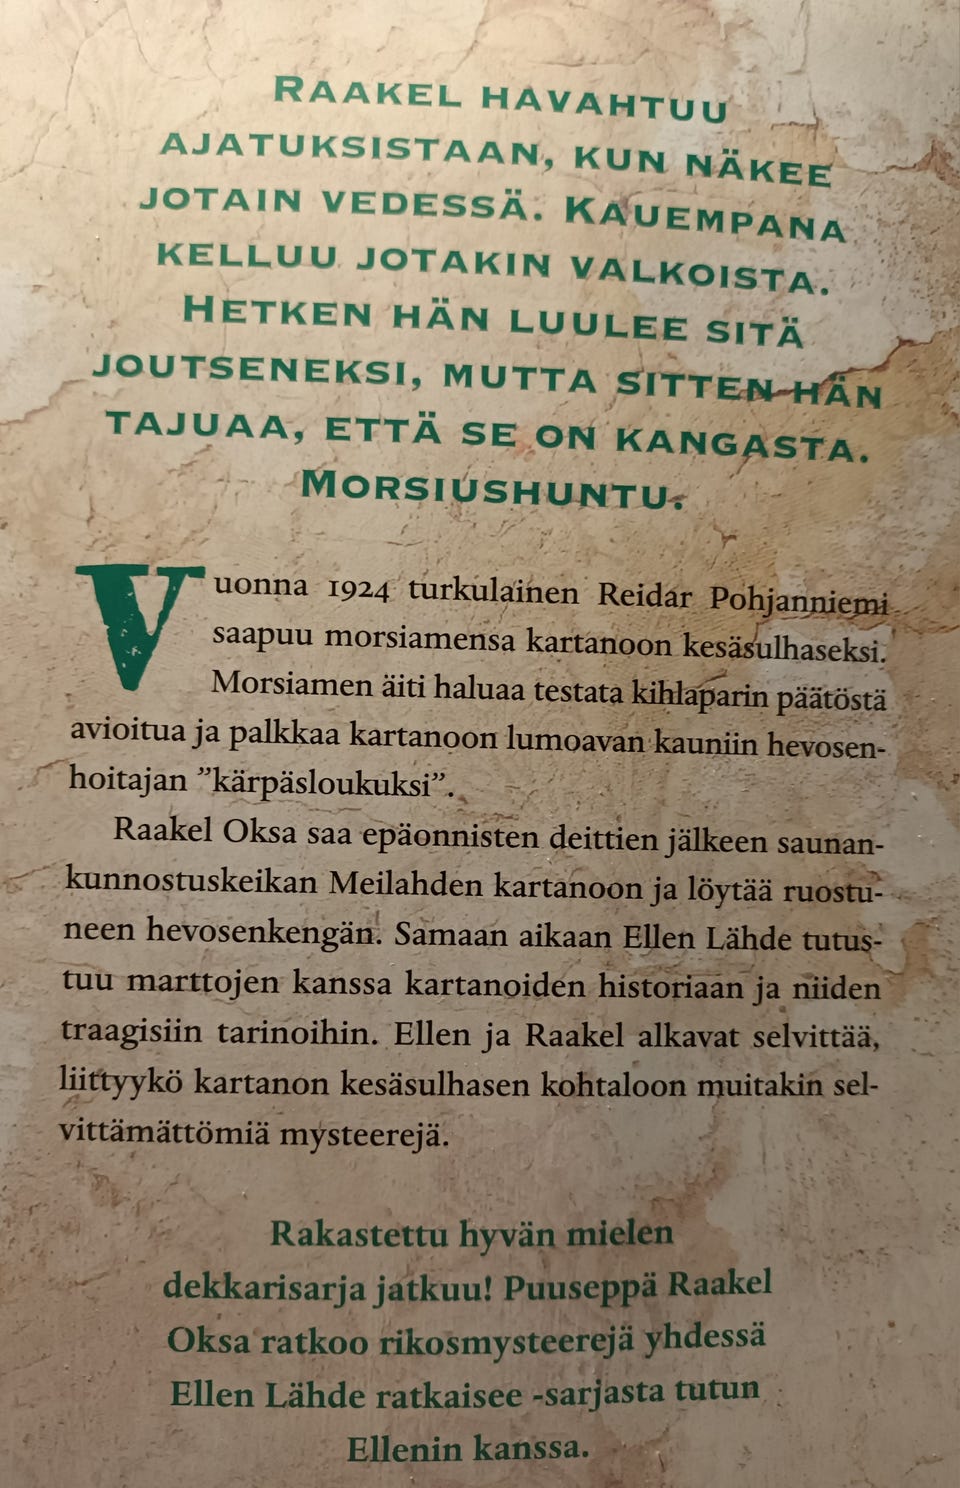 RAAKEL HAVAHTUU
AJATUKSISTAAN, KUN NÄKEE
JOTAIN VEDESSÄ. KAUEMPANA
KELLUU JOTAKIN VALKOISTA.
HETKEN HÄN LUULEE SITÄ
JOUTSENEKSI, MUTTA SITTEN HÄN
TAJUAA, ETTÄ SE ON KANGASTA.
MORSIUSHUNTU.
Vuonna 1924 turkulainen Reidar Pohjanniemi
saapuu morsiamensa kartanoon kesäsulhaseksi.
Morsiamen äiti haluaa testata kihlaparin päätöstä
avioitua ja palkkaa kartanoon lumoavan kauniin hevosen-
hoitajan ”kärpäsloukuksi”.
Raakel Oksa saa epäonnisten deittien jälkeen saunan-
kunnostuskeikan Meilahden kartanoon ja löytää ruostu-
neen hevosenkengän. Samaan aikaan Ellen Lähde tutus-
tuu marttojen kanssa kartanoiden historiaan ja niiden
traagisiin tarinoihin. Ellen ja Raakel alkavat selvittää,
liittyykö kartanon kesäsulhasen kohtaloon muitakin sel-
vittämättömiä mysteerejä.
Rakastettu hyvän mielen
dekkarisarja jatkuu! Puuseppä Raakel
Oksa ratkoo rikosmysteerejä yhdessä
Ellen Lähde ratkaisee -sarjasta tutun
Ellenin kanssa.